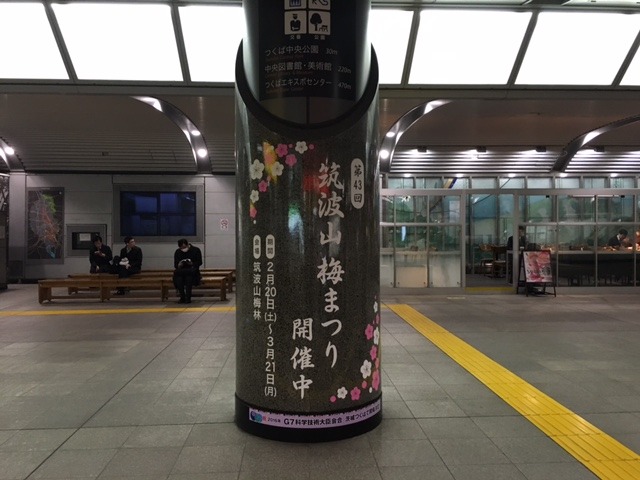 つくば中央公園 80m
中央図書館・美術館 220m
つくばエキスポセンター 470m
第43回
筑波山梅まつり
開催中
期間 2月20日(土)～3月21日(月)
会場 筑波山梅林
G7科学技術大臣会合